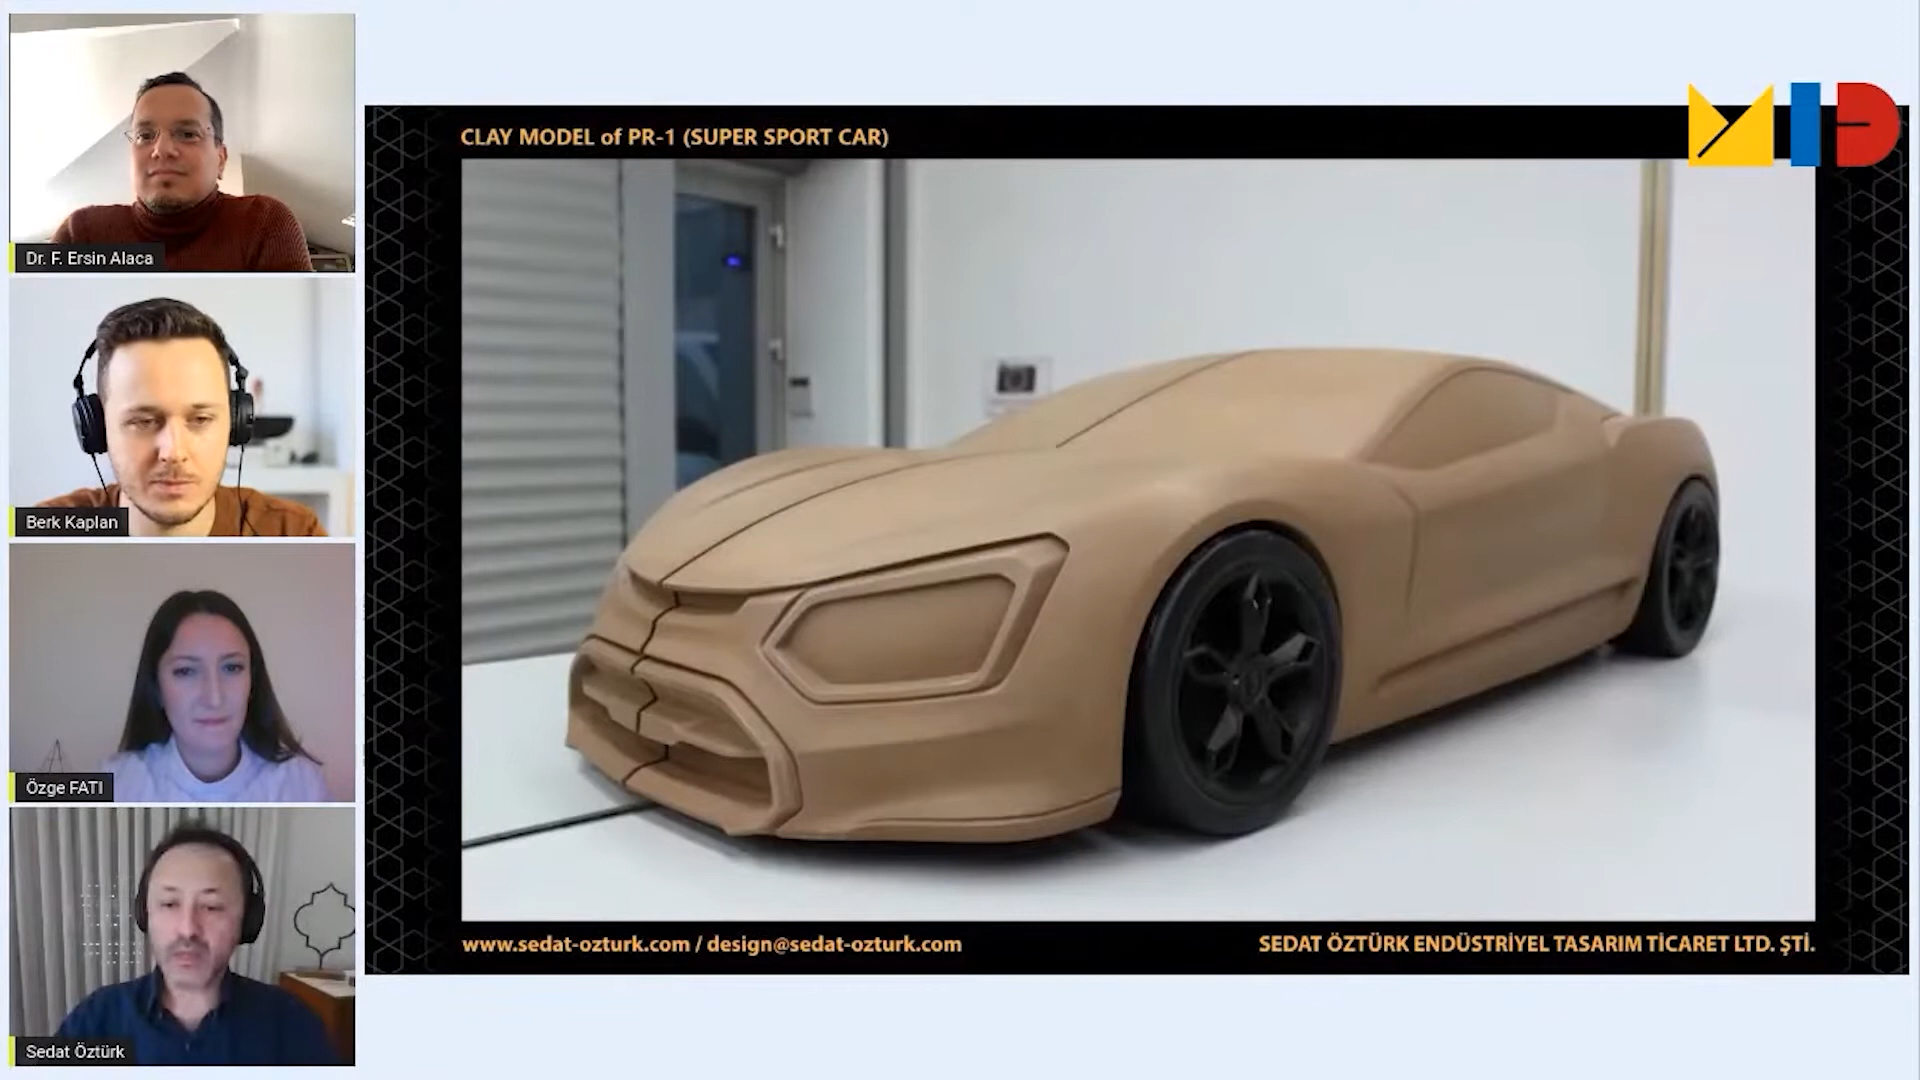 Dr. F. Ersin Alaca
Berk Kaplan
Özge FATI
Sedat Öztürk
CLAY MODEL of PR-1 (SUPER SPORT CAR)
MID
www.sedat-ozturk.com / design@sedat-ozturk.com
SEDAT ÖZTÜRK ENDÜSTRİYEL TASARIM TİCARET LTD. ŞTİ.